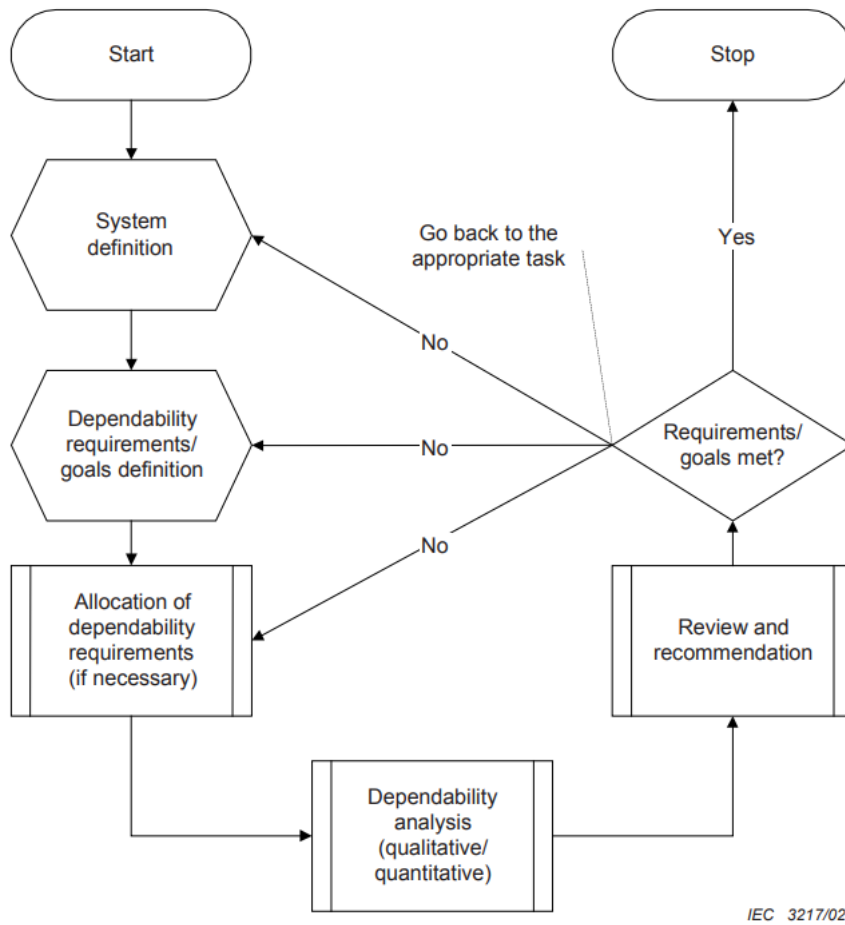 Start
Stop
System
definition
Go back to the
appropriate task
Yes
No
Dependability
requirements/
goals definition
No
Requirements/
goals met?
No
Allocation of
dependability
requirements
(if necessary)
Review and
recommendation
Dependability
analysis
(qualitative/
quantitative)
IEC 3217/02